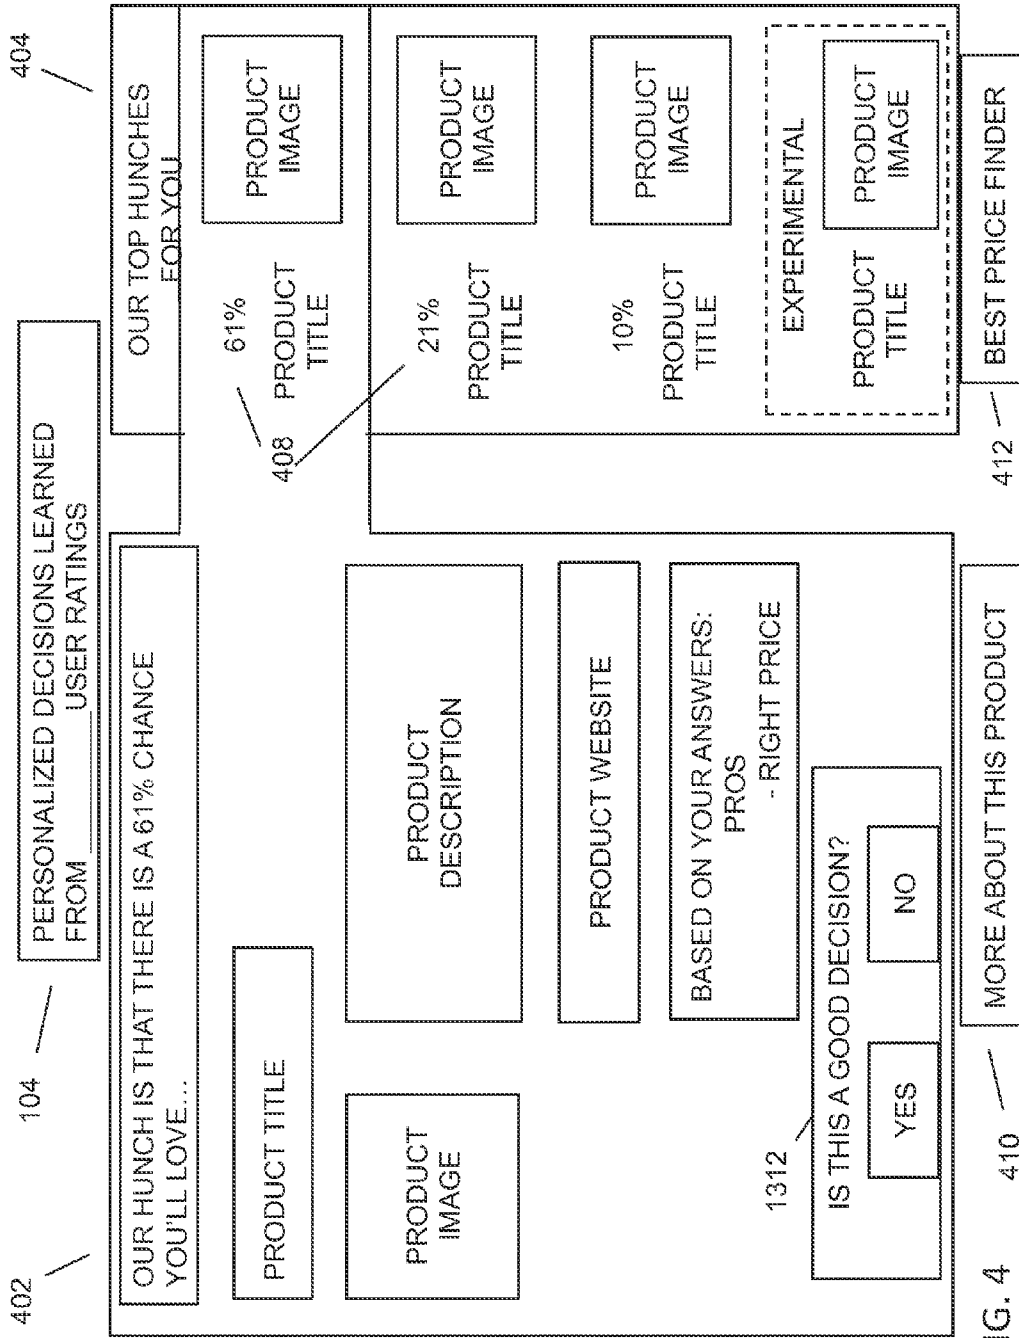 104
PERSONALIZED DECISIONS LEARNED
FROM ______ USER RATINGS
402
OUR HUNCH IS THAT THERE IS A 61% CHANCE
YOU'LL LOVE...
PRODUCT TITLE
PRODUCT
IMAGE
PRODUCT
DESCRIPTION
PRODUCT WEBSITE
BASED ON YOUR ANSWERS:
PROS
- RIGHT PRICE
1312
IS THIS A GOOD DECISION?
YES
NO
410
MORE ABOUT THIS PRODUCT
404
OUR TOP HUNCHES
FOR YOU
408
61%
PRODUCT
TITLE
PRODUCT
IMAGE
21%
PRODUCT
TITLE
PRODUCT
IMAGE
10%
PRODUCT
TITLE
PRODUCT
IMAGE
EXPERIMENTAL
PRODUCT
TITLE
PRODUCT
IMAGE
412
BEST PRICE FINDER
IG. 4